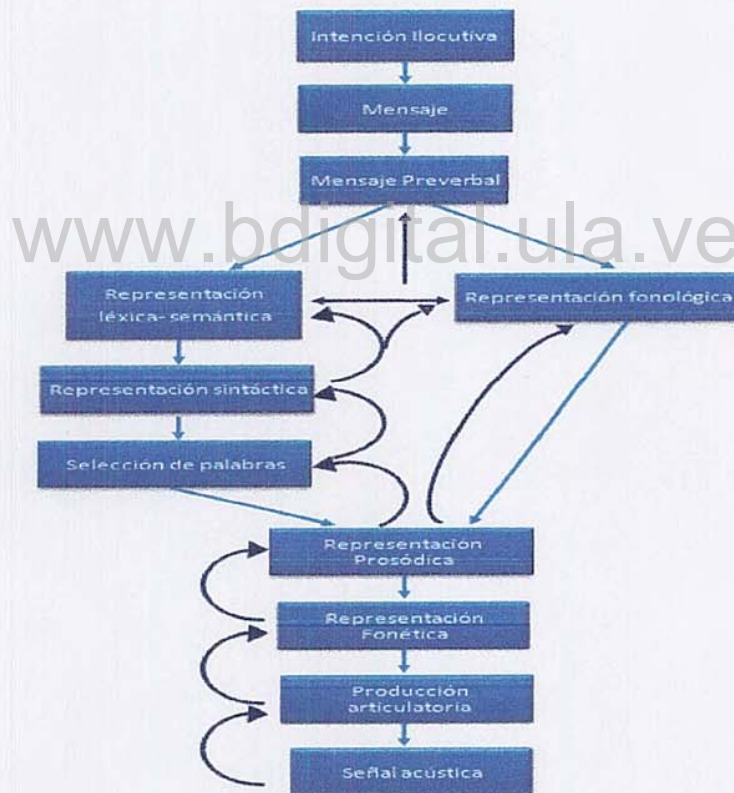 Intención Ilocutiva
Mensaje
Mensaje Preverbal
www.bdigital.ula.ve
Representación
léxica- semántica
Representación fonológica
Representación sintáctica
Selección de palabras
Representación
Prosódica
Representación
Fonética
Producción
articulatoria
Señal acústica